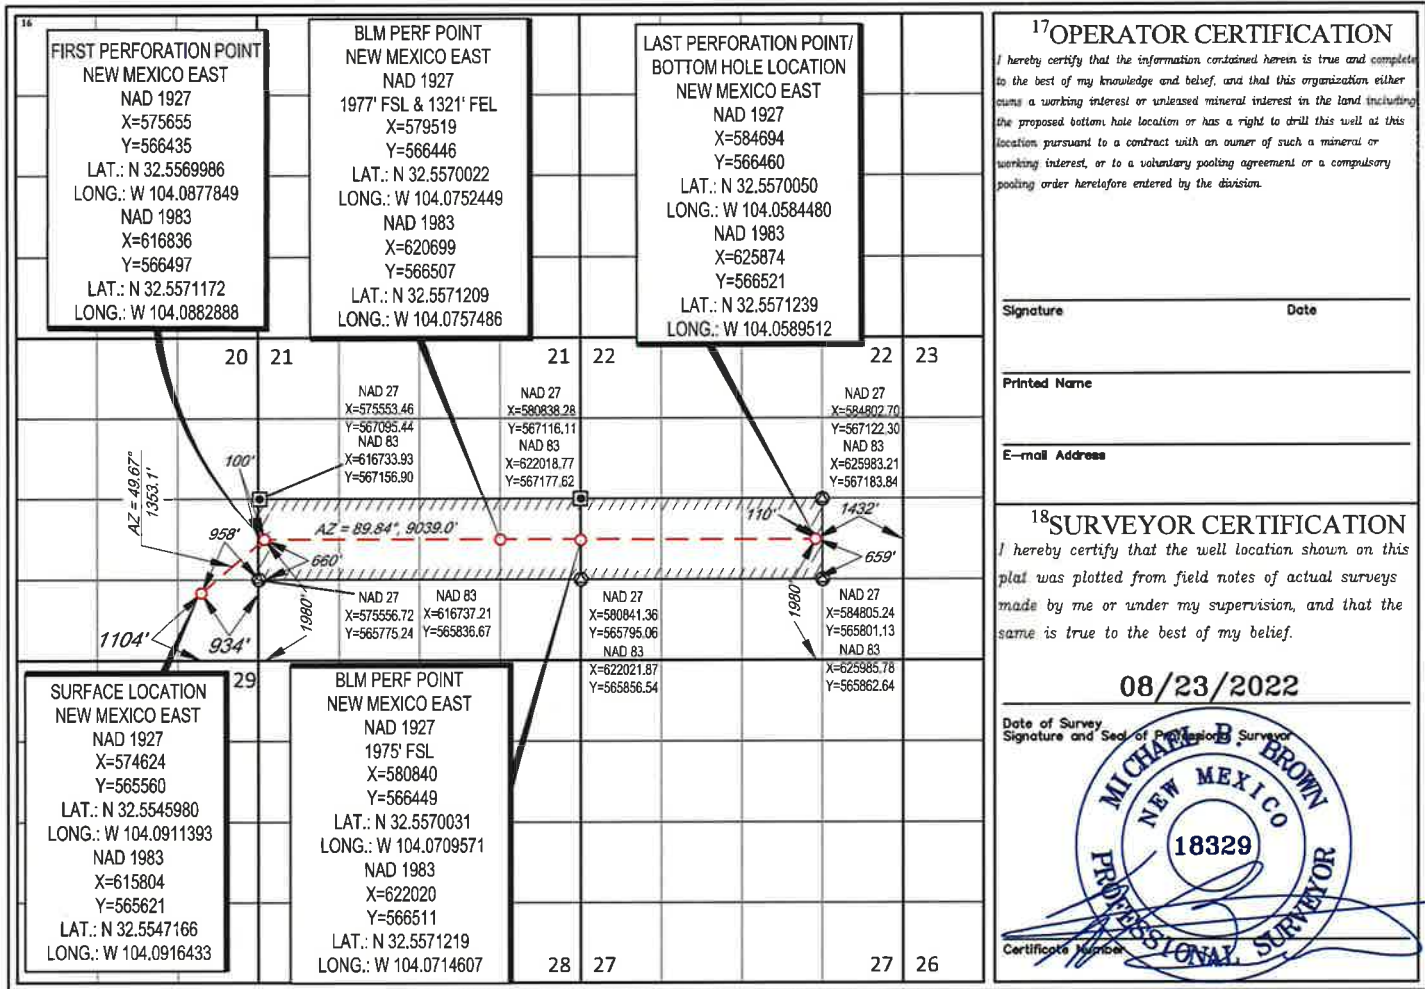 16
FIRST PERFORATION POINT
NEW MEXICO EAST
NAD 1927
X=575655
Y=566435
LAT.: N 32.5569986
LONG.: W 104.0877849
NAD 1983
X=616836
Y=566497
LAT.: N 32.5571172
LONG.: W 104.0882888
BLM PERF POINT
NEW MEXICO EAST
NAD 1927
1977' FSL & 1321' FEL
X=579519
Y=566446
LAT.: N 32.5570022
LONG.: W 104.0752449
NAD 1983
X=620699
Y=566507
LAT.: N 32.5571209
LONG.: W 104.0757486
LAST PERFORATION POINT/
BOTTOM HOLE LOCATION
NEW MEXICO EAST
NAD 1927
X=584694
Y=566460
LAT.: N 32.5570050
LONG.: W 104.0584480
NAD 1983
X=625874
Y=566521
LAT.: N 32.5571239
LONG.: W 104.0589512
20 21
21 22
22 23
NAD 27
X=575553.46
Y=567095.44
NAD 83
X=616733.93
Y=567156.90
NAD 27
X=580838.28
Y=567116.11
NAD 83
X=622018.77
Y=567177.62
NAD 27
X=584802.70
Y=567122.30
NAD 83
X=625983.21
Y=567183.84
AZ = 49.67°
1353.1'
100'
958'
AZ = 89.84°, 9039.0'
660'
110'
1432'
659'
1104'
934'
1980'
1980'
NAD 27
X=575556.72
Y=565775.24
NAD 83
X=616737.21
Y=565836.67
NAD 27
X=580841.36
Y=565795.06
NAD 83
X=622021.87
Y=565856.54
NAD 27
X=584805.24
Y=565801.13
NAD 83
X=625985.78
Y=565862.64
29
SURFACE LOCATION
NEW MEXICO EAST
NAD 1927
X=574624
Y=565560
LAT.: N 32.5545980
LONG.: W 104.0911393
NAD 1983
X=615804
Y=565621
LAT.: N 32.5547166
LONG.: W 104.0916433
BLM PERF POINT
NEW MEXICO EAST
NAD 1927
1975' FSL
X=580840
Y=566449
LAT.: N 32.5570031
LONG.: W 104.0709571
NAD 1983
X=622020
Y=566511
LAT.: N 32.5571219
LONG.: W 104.0714607
28 27
27 26
17 OPERATOR CERTIFICATION
I hereby certify that the information contained herein is true and complete
to the best of my knowledge and belief, and that this organization either
owns a working interest or unleased mineral interest in the land including
the proposed bottom hole location or has a right to drill this well at this
location pursuant to a contract with an owner of such a mineral or
working interest, or to a voluntary pooling agreement or a compulsory
pooling order heretofore entered by the division.
Signature Date
Printed Name
E-mail Address
18 SURVEYOR CERTIFICATION
I hereby certify that the well location shown on this
plat was plotted from field notes of actual surveys
made by me or under my supervision, and that the
same is true to the best of my belief.
08/23/2022
Date of Survey
Signature and Seal of Professional Surveyor
MICHAEL B. BROWN
NEW MEXICO
18329
PROFESSIONAL SURVEYOR
Certificate Number